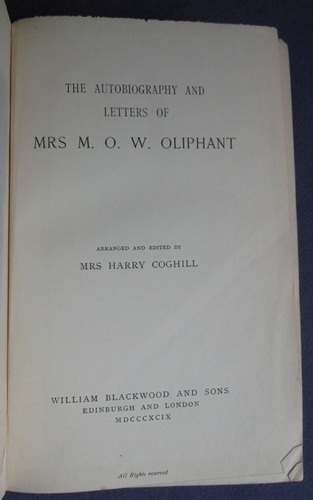 THE AUTOBIOGRAPHY AND
LETTERS OF
MRS M. O. W. OLIPHANT
ARRANGED AND EDITED BY
MRS HARRY COGHILL
WILLIAM BLACKWOOD AND SONS
EDINBURGH AND LONDON
MDCCCXCIX
All Rights reserved